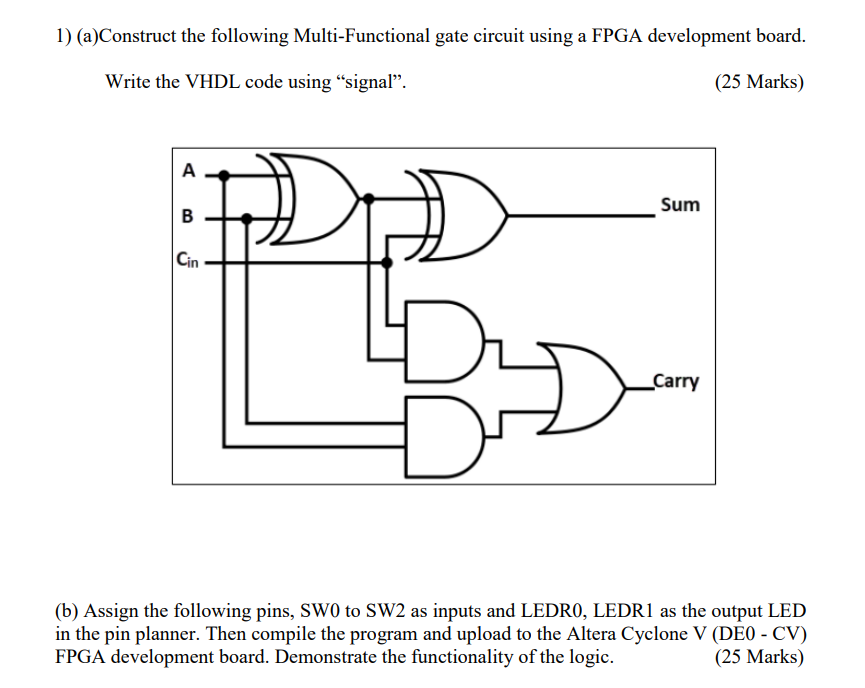 1) (a)Construct the following Multi-Functional gate circuit using a FPGA development board.
Write the VHDL code using “signal”. (25 Marks)
A
B
Cin
Sum
Carry
(b) Assign the following pins, SW0 to SW2 as inputs and LEDR0, LEDR1 as the output LED
in the pin planner. Then compile the program and upload to the Altera Cyclone V (DE0 - CV)
FPGA development board. Demonstrate the functionality of the logic. (25 Marks)